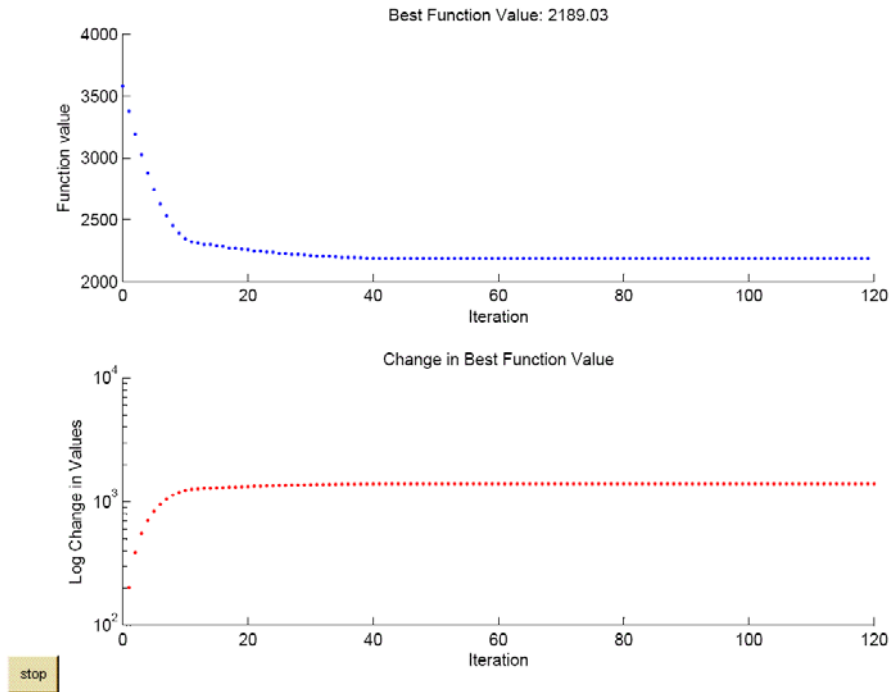 Best Function Value: 2189.03
4000
3500
3000
2500
2000
Function value
0 20 40 60 80 100 120
Iteration
Change in Best Function Value
10^4
10^3
10^2
Log Change in Values
0 20 40 60 80 100 120
Iteration
stop